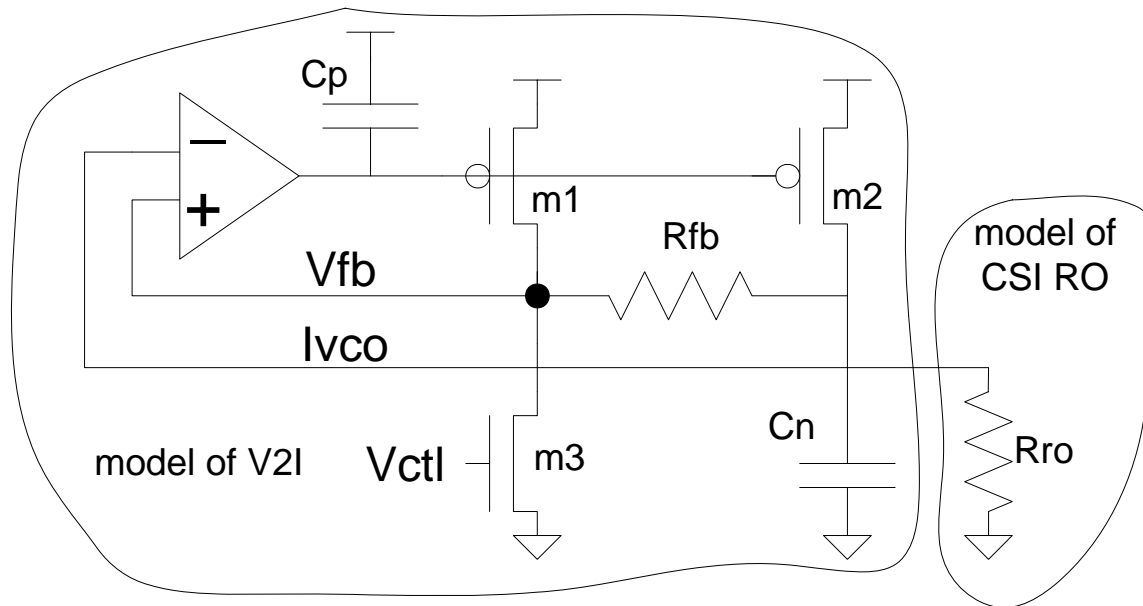 Cp
−
+
m1
m2
Rfb
Vfb
Ivco
model of
CSI RO
Cn
Rro
model of V2I
Vctl
m3